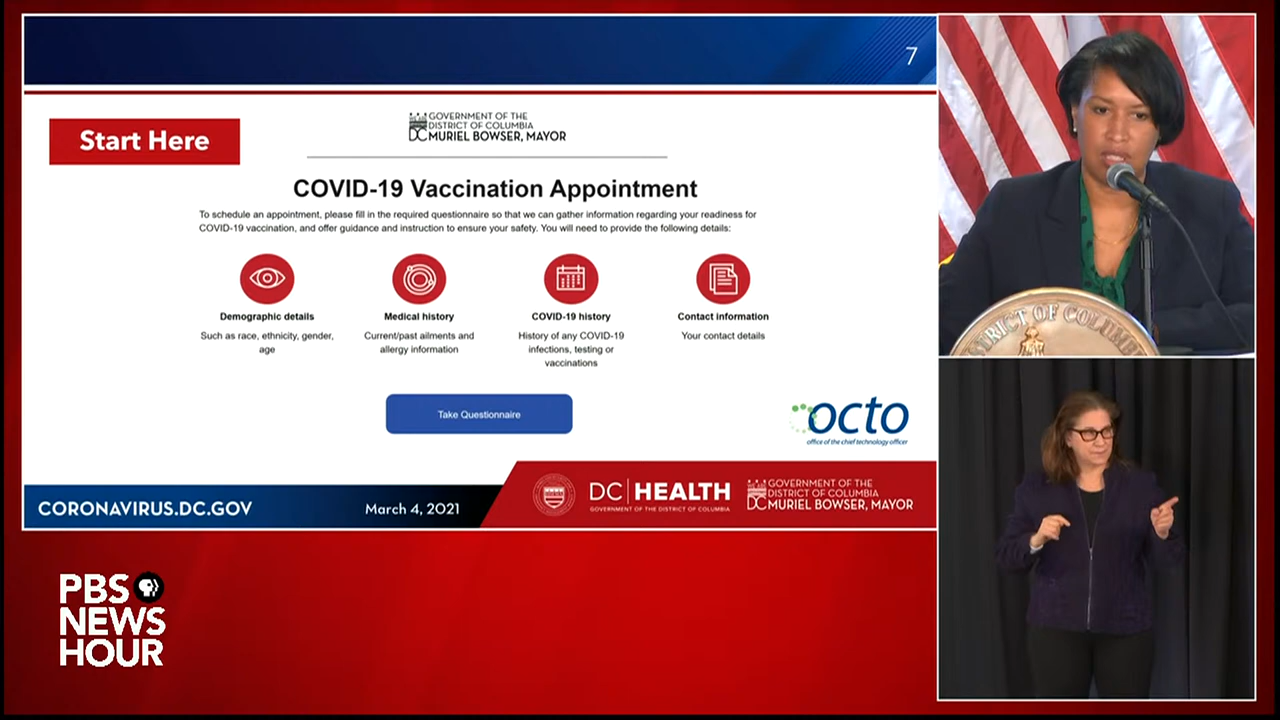 7
Start Here
GOVERNMENT OF THE
DISTRICT OF COLUMBIA
DC MURIEL BOWSER, MAYOR
COVID-19 Vaccination Appointment
To schedule an appointment, please fill in the required questionnaire so that we can gather information regarding your readiness for
COVID-19 vaccination, and offer guidance and instruction to ensure your safety. You will need to provide the following details:
Demographic details
Such as race, ethnicity, gender,
age
Medical history
Current/past ailments and
allergy information
COVID-19 history
History of any COVID-19
infections, testing or
vaccinations
Contact information
Your contact details
Take Questionnaire
octo
office of the chief technology officer
CORONAVIRUS.DC.GOV
March 4, 2021
DC HEALTH
GOVERNMENT OF THE DISTRICT OF COLUMBIA
GOVERNMENT OF THE
DISTRICT OF COLUMBIA
DC MURIEL BOWSER, MAYOR
PBS
NEWS
HOUR